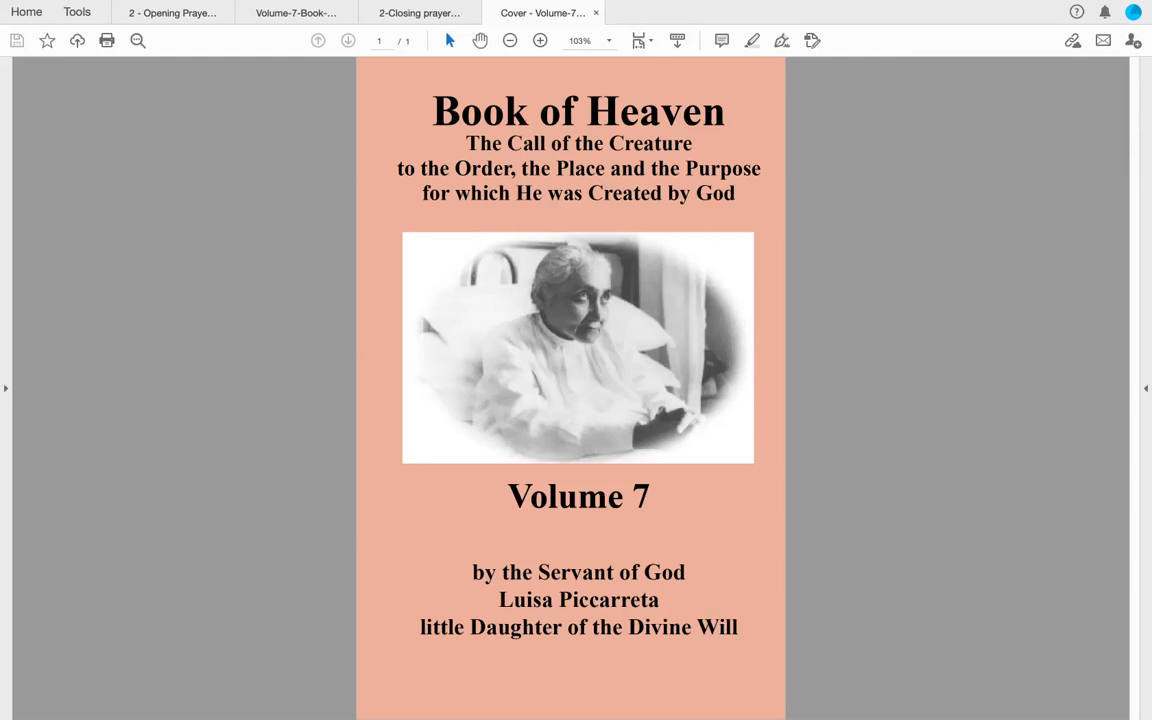 Home
Tools
2 - Opening Praye...
Volume-7-Book-...
2-Closing prayer...
Cover - Volume-7...
1 / 1
103%
Book of Heaven
The Call of the Creature
to the Order, the Place and the Purpose
for which He was Created by God
Volume 7
by the Servant of God
Luisa Piccarreta
little Daughter of the Divine Will